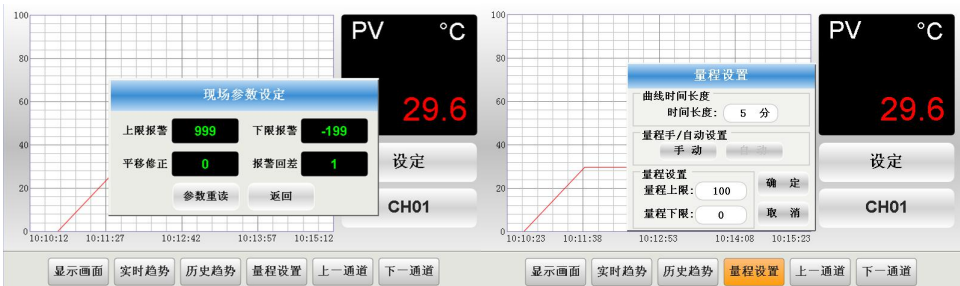 100
80
60
40
20
0
10:10:12 10:11:27 10:12:42 10:13:57 10:15:12
PV °C
29.6
设定
CH01
现场参数设定
上限报警 999 下限报警 -199
平移修正 0 报警回差 1
参数重读 返回
显示画面 实时趋势 历史趋势 量程设置 上一通道 下一通道
100
80
60
40
20
0
10:10:23 10:11:38 10:12:53 10:14:08 10:15:23
PV °C
29.6
设定
CH01
量程设置
曲线时间长度
时间长度: 5 分
量程手/自动设置
手 动 自 动
量程设置
量程上限: 100 确 定
量程下限: 0 取 消
显示画面 实时趋势 历史趋势 量程设置 上一通道 下一通道